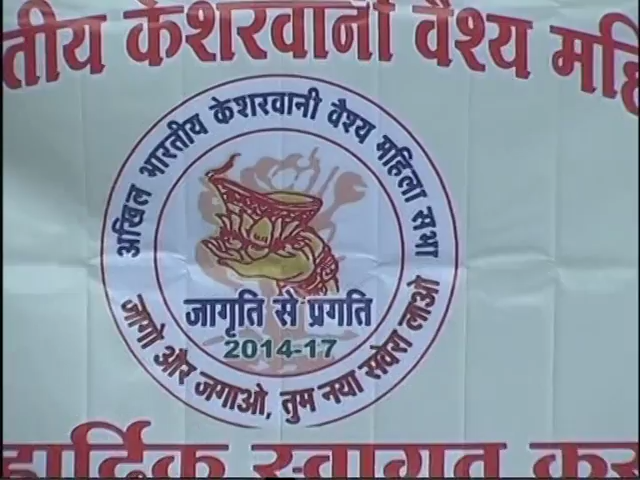 केशरवानी वैश्य
अखिल भारतीय केशरवानी वैश्य महिला सभा
जागृति से प्रगति
2014-17
जागो और जगाओ, तुम नया सवेरा लाओ
हार्दिक स्वागत